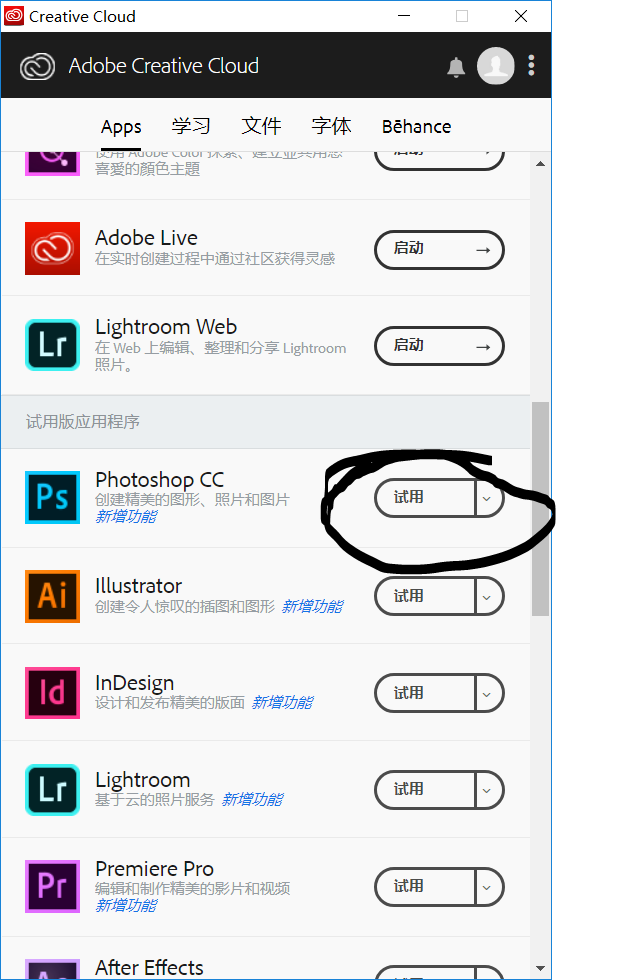 Creative Cloud
Adobe Creative Cloud
Apps 学习 文件 字体 Bēhance
使用 Adobe Color 探索、建立並共用您
喜愛的顏色主題
启动 →
Adobe Live
在实时创建过程中通过社区获得灵感
启动 →
Lr
Lightroom Web
在 Web 上编辑、整理和分享 Lightroom
照片。
启动 →
试用版应用程序
Ps
Photoshop CC
创建精美的图形、照片和图片
新增功能
试用
Ai
Illustrator
创建令人惊叹的插图和图形 新增功能
试用
Id
InDesign
设计和发布精美的版面 新增功能
试用
Lr
Lightroom
基于云的照片服务 新增功能
试用
Pr
Premiere Pro
编辑和制作精美的影片和视频
新增功能
试用
Ae
After Effects